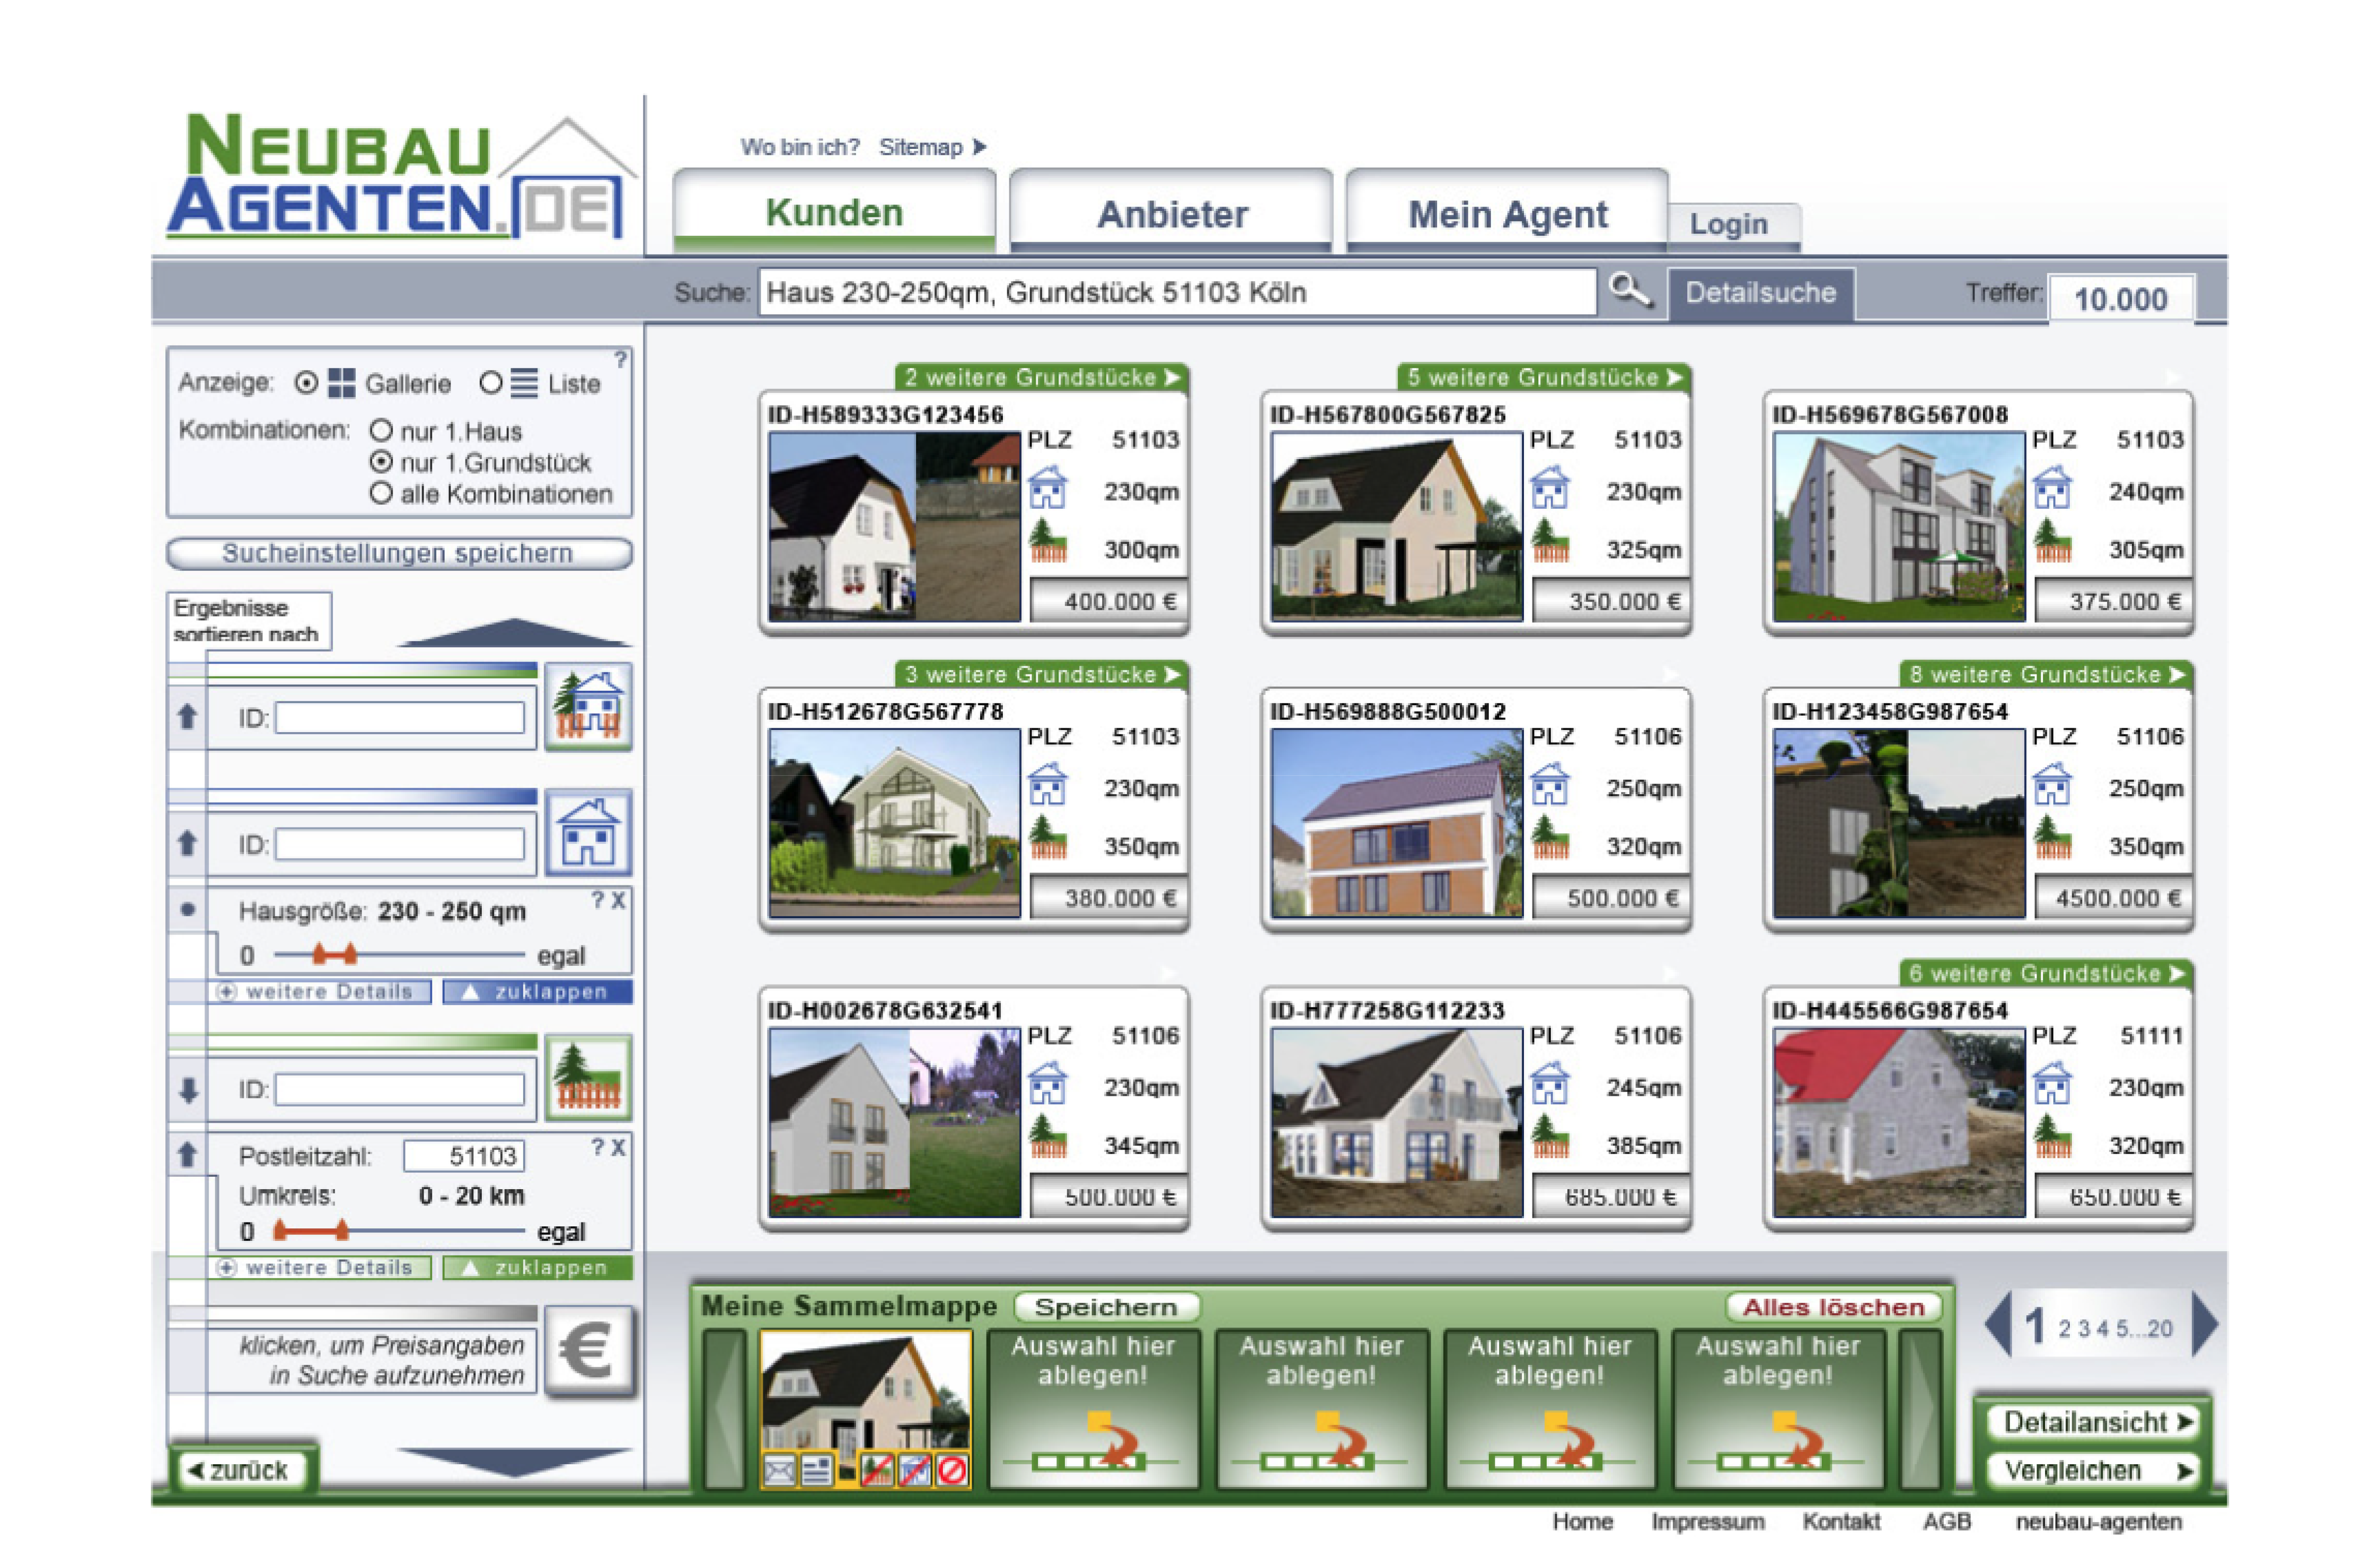 NEUBAU
AGENTEN.DE
Wo bin ich? Sitemap
Kunden
Anbieter
Mein Agent
Login
Suche: Haus 230-250qm, Grundstück 51103 Köln
Detailsuche
Treffer: 10.000
Anzeige: Gallerie Liste ?
Kombinationen: nur 1.Haus
nur 1.Grundstück
alle Kombinationen
Sucheinstellungen speichern
Ergebnisse
sortieren nach
ID:
ID:
Hausgröße: 230 - 250 qm ? X
0 egal
weitere Details zuklappen
ID:
Postleitzahl: 51103 ? X
Umkreis: 0 - 20 km
0 egal
weitere Details zuklappen
klicken, um Preisangaben
in Suche aufzunehmen
€
zurück
2 weitere Grundstücke
ID-H589333G123456
PLZ 51103
230qm
300qm
400.000 €
5 weitere Grundstücke
ID-H567800G567825
PLZ 51103
230qm
325qm
350.000 €
ID-H569678G567008
PLZ 51103
240qm
305qm
375.000 €
3 weitere Grundstücke
ID-H512678G567778
PLZ 51103
230qm
350qm
380.000 €
ID-H569888G500012
PLZ 51106
250qm
320qm
500.000 €
8 weitere Grundstücke
ID-H123458G987654
PLZ 51106
250qm
350qm
4500.000 €
ID-H002678G632541
PLZ 51106
230qm
345qm
500.000 €
ID-H777258G112233
PLZ 51106
245qm
385qm
685.000 €
6 weitere Grundstücke
ID-H445566G987654
PLZ 51111
230qm
320qm
650.000 €
Meine Sammelmappe Speichern Alles löschen
Auswahl hier
ablegen!
Auswahl hier
ablegen!
Auswahl hier
ablegen!
Auswahl hier
ablegen!
1 2 3 4 5...20
Detailansicht
Vergleichen
Home Impressum Kontakt AGB neubau-agenten